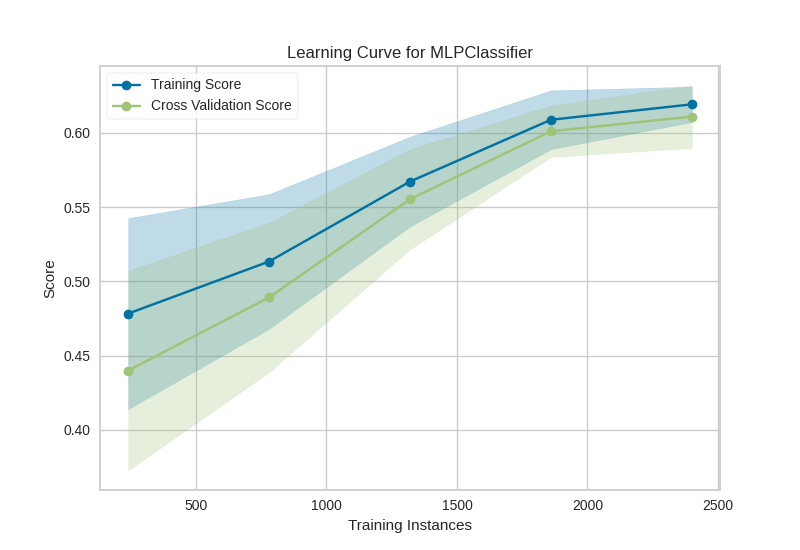 Learning Curve for MLPClassifier
Training Score
Cross Validation Score
0.60
0.55
0.50
0.45
0.40
Score
500
1000
1500
2000
2500
Training Instances